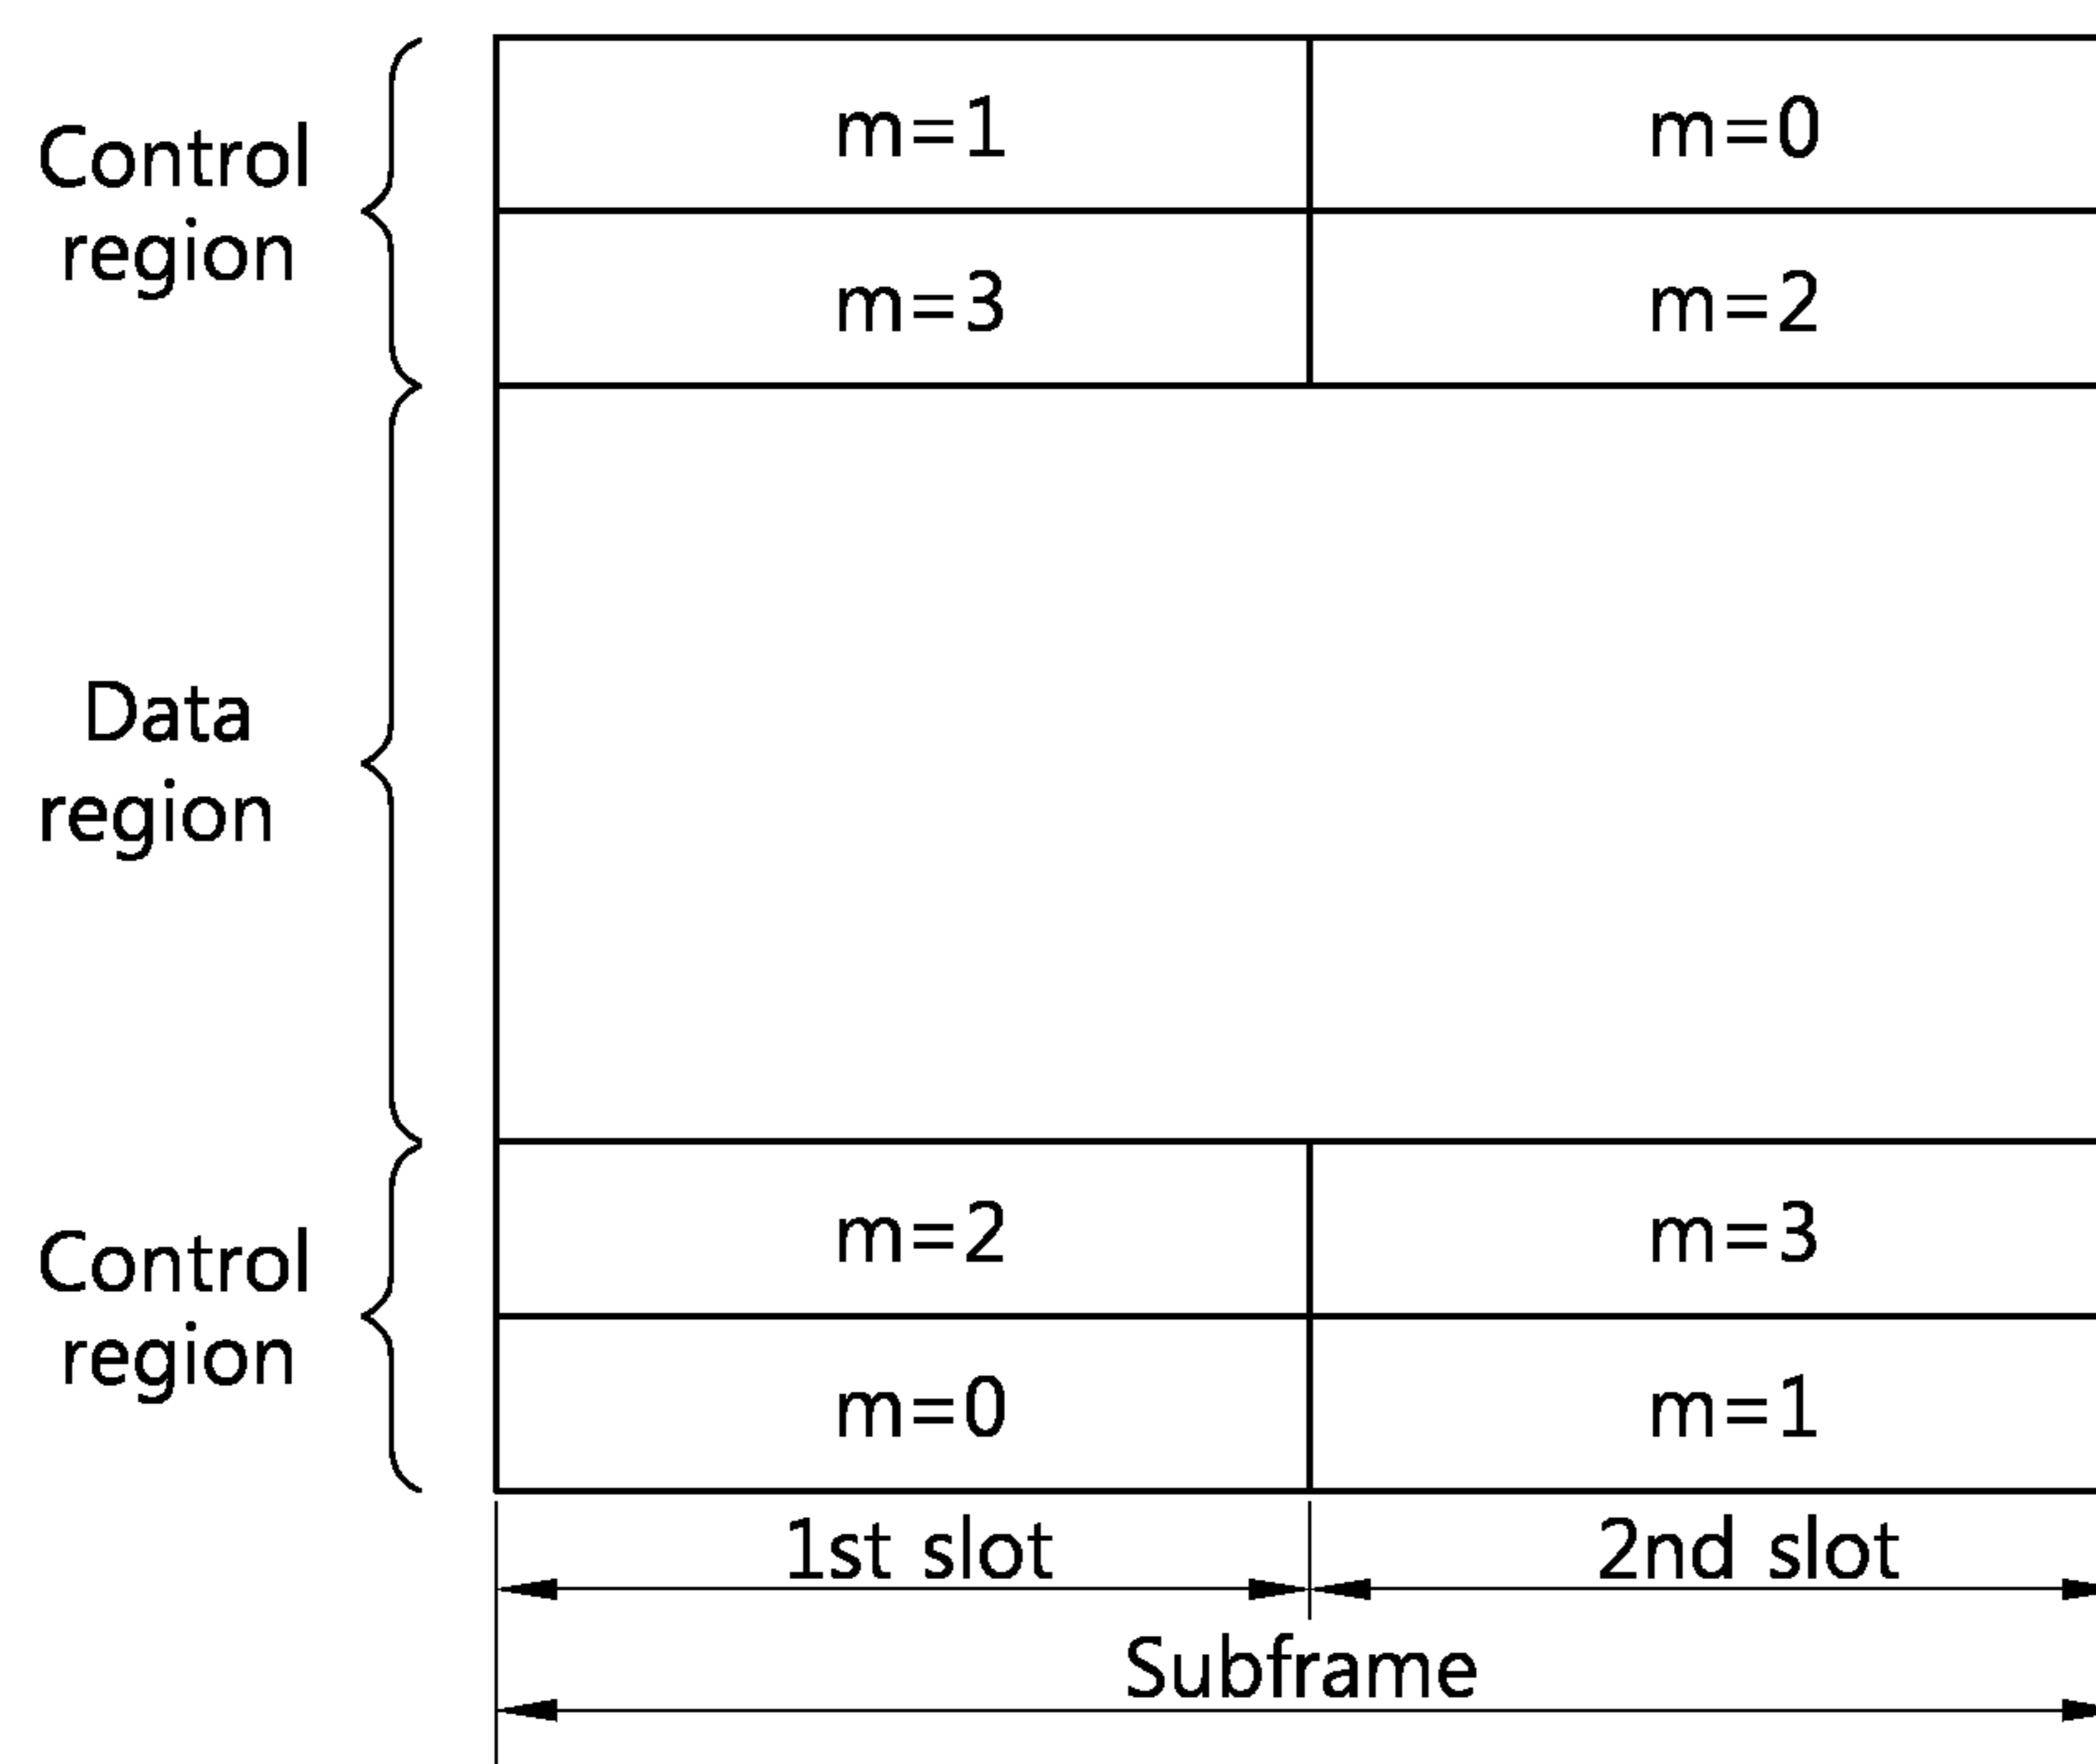 Control
region
m=1 m=0
m=3 m=2
Data
region
Control
region
m=2 m=3
m=0 m=1
1st slot 2nd slot
Subframe